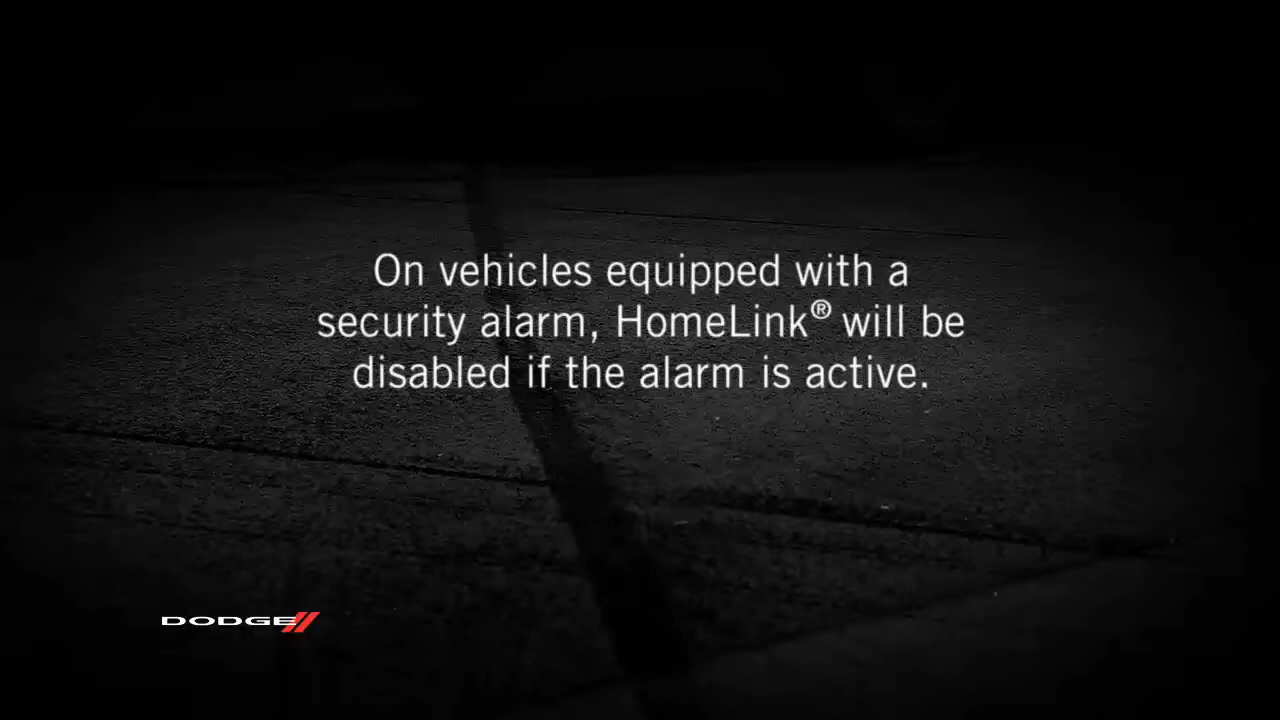 On vehicles equipped with a
security alarm, HomeLink® will be
disabled if the alarm is active.
DODGE